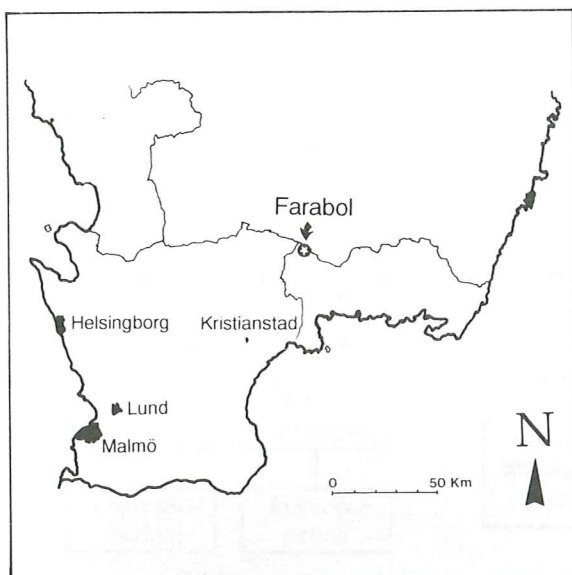 Farabol
Helsingborg
Kristianstad
Lund
Malmö
N
0 50 Km